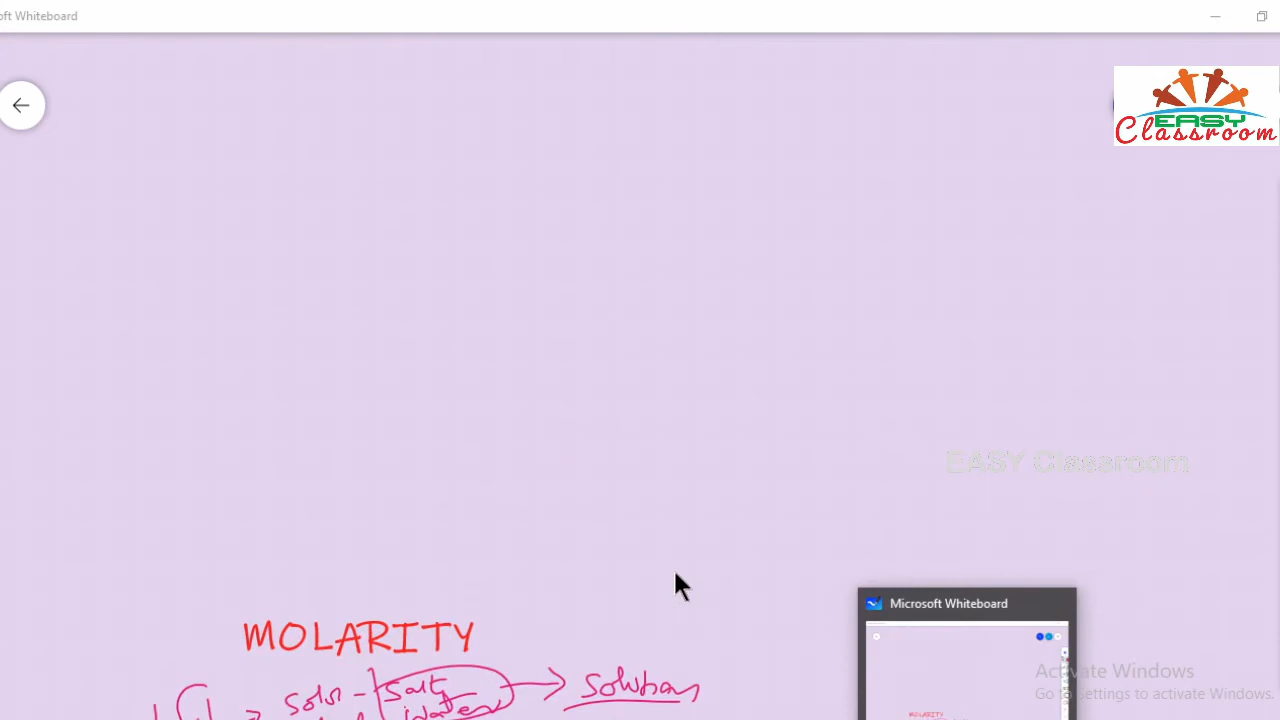 oft Whiteboard
EASY
Classroom
EASY Classroom
Microsoft Whiteboard
MOLARITY
MOLARITY
Salt
Solution
water
Activate Windows
Go to Settings to activate Windows.